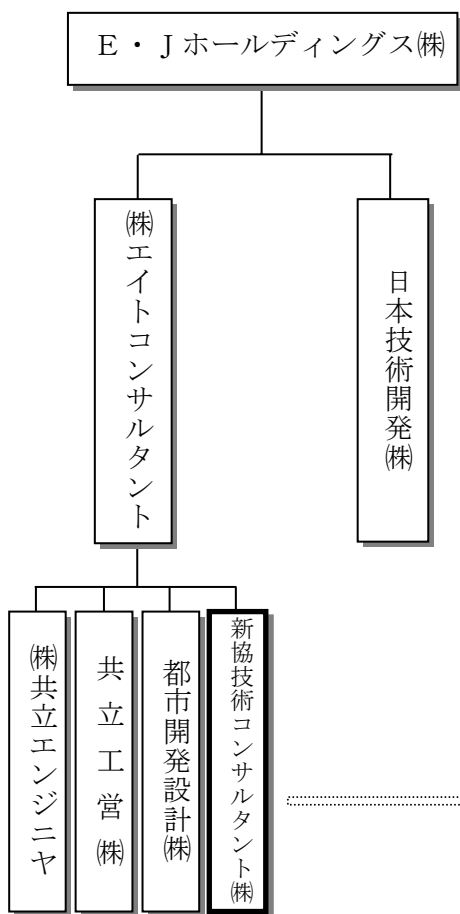 E・Jホールディングス㈱
㈱エイトコンサルタント
日本技術開発㈱
㈱共立エンジニヤ
共立工営㈱
都市開発設計㈱
新協技術コンサルタント㈱